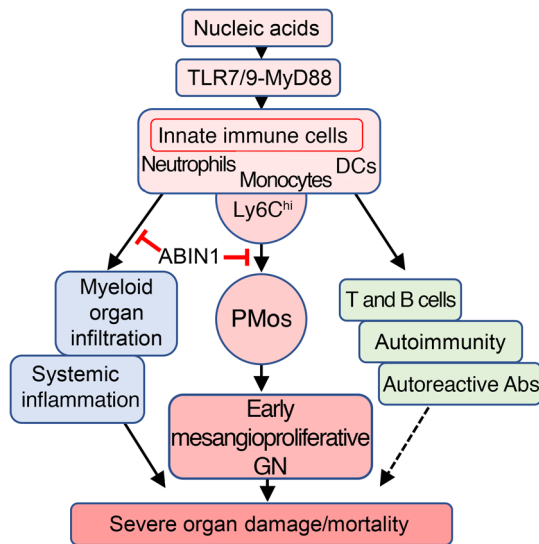 Nucleic acids
TLR7/9-MyD88
Innate immune cells
Neutrophils
Monocytes
DCs
Ly6Chi
ABIN1
Myeloid
organ
infiltration
Systemic
inflammation
PMos
Early
mesangioproliferative
GN
T and B cells
Autoimmunity
Autoreactive Abs
Severe organ damage/mortality